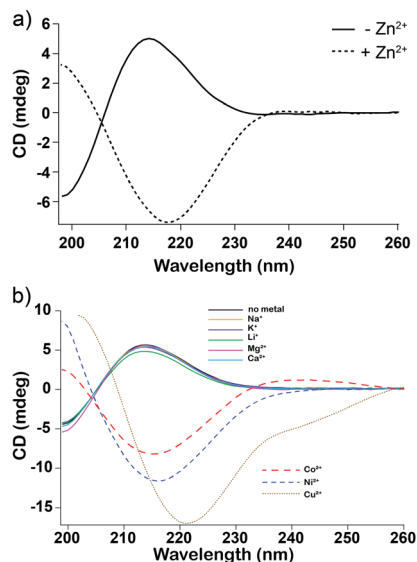 a)
- Zn²⁺
+ Zn²⁺
6
4
2
0
-2
-4
-6
CD (mdeg)
200 210 220 230 240 250 260
Wavelength (nm)
b)
no metal
Na⁺
K⁺
Li⁺
Mg²⁺
Ca²⁺
10
5
0
-5
-10
-15
CD (mdeg)
Co²⁺
Ni²⁺
Cu²⁺
200 210 220 230 240 250 260
Wavelength (nm)